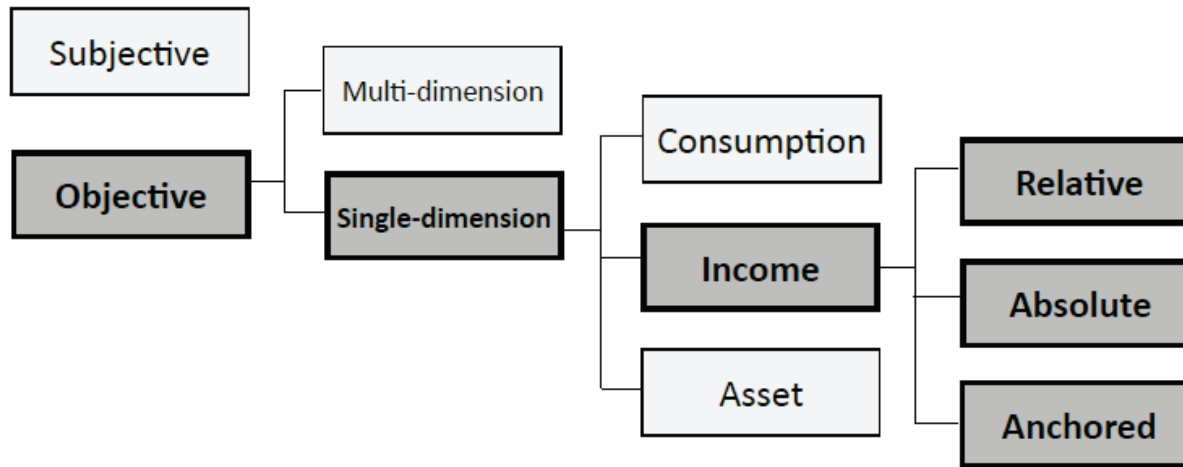 Subjective
Objective
Multi-dimension
Single-dimension
Consumption
Income
Asset
Relative
Absolute
Anchored